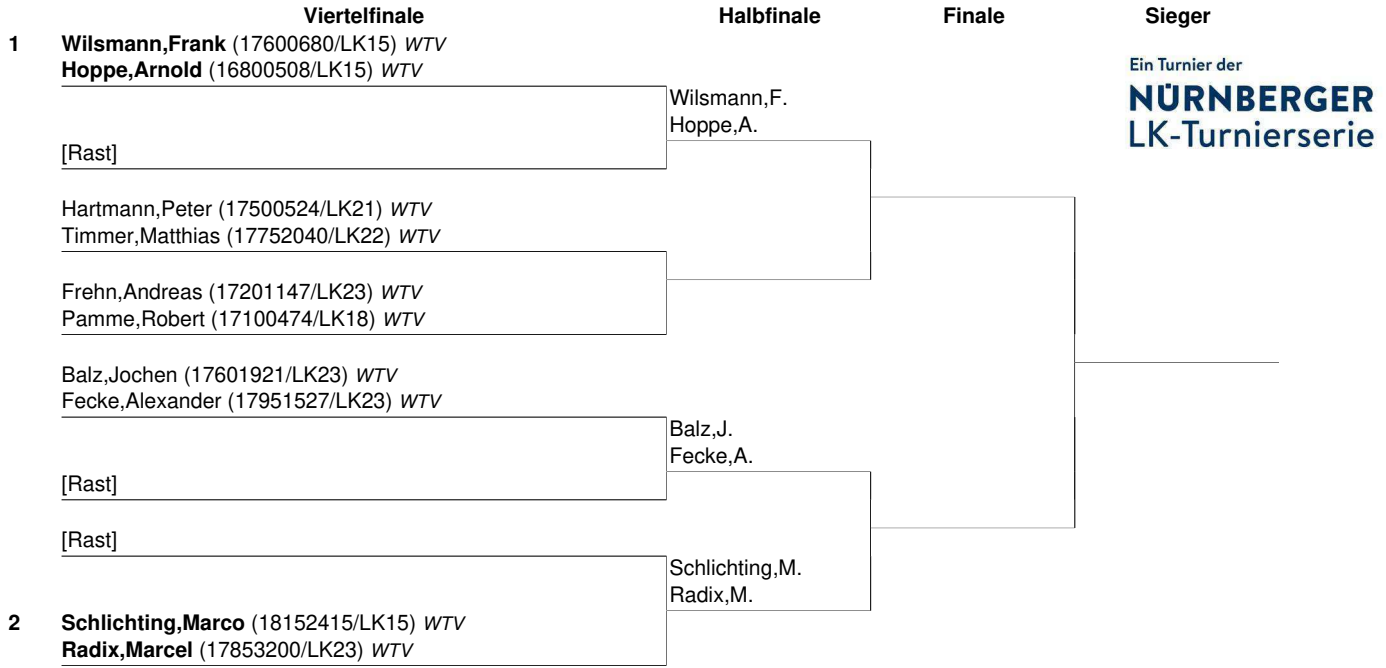 Viertelfinale Halbfinale Finale Sieger
1 Wilsmann,Frank (17600680/LK15) WTV
Hoppe,Arnold (16800508/LK15) WTV
Ein Turnier der
NÜRNBERGER
LK-Turnierserie
Wilsmann,F.
Hoppe,A.
[Rast]
Hartmann,Peter (17500524/LK21) WTV
Timmer,Matthias (17752040/LK22) WTV
Frehn,Andreas (17201147/LK23) WTV
Pamme,Robert (17100474/LK18) WTV
Balz,Jochen (17601921/LK23) WTV
Fecke,Alexander (17951527/LK23) WTV
Balz,J.
Fecke,A.
[Rast]
[Rast]
Schlichting,M.
Radix,M.
2 Schlichting,Marco (18152415/LK15) WTV
Radix,Marcel (17853200/LK23) WTV